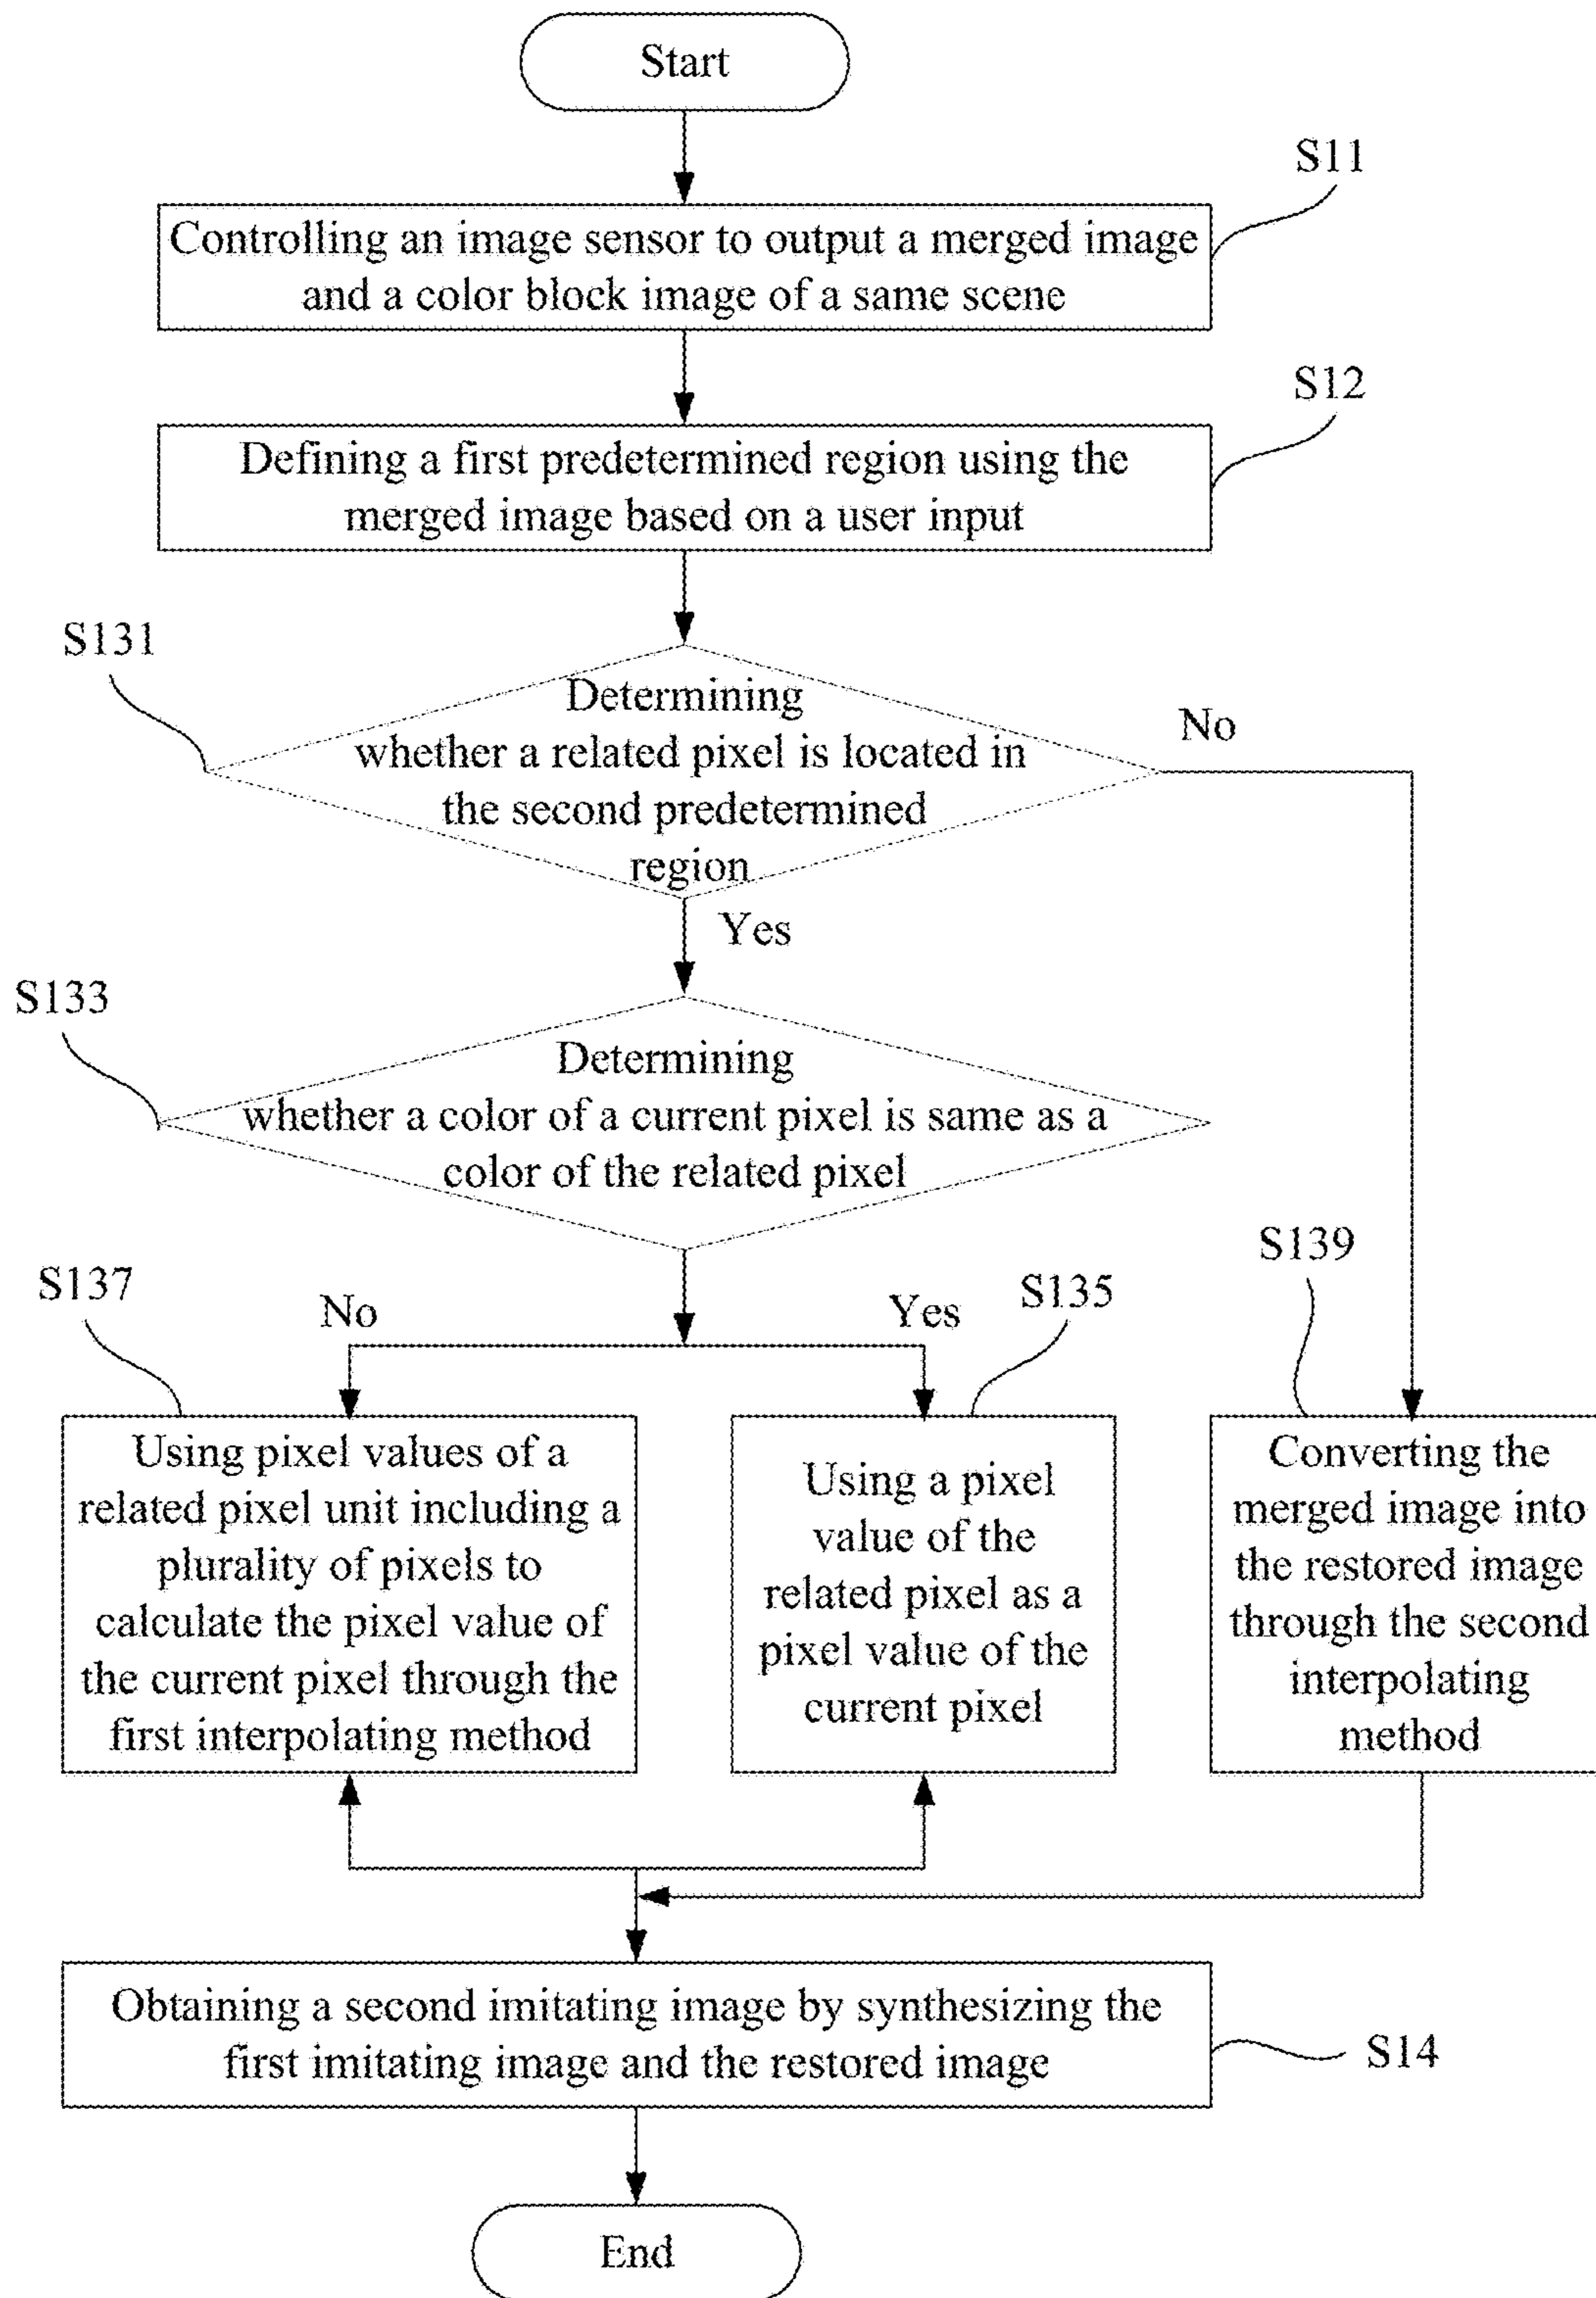 Start
S11
Controlling an image sensor to output a merged image
and a color block image of a same scene
S12
Defining a first predetermined region using the
merged image based on a user input
S131
Determining
whether a related pixel is located in
the second predetermined
region
No
Yes
S133
Determining
whether a color of a current pixel is same as a
color of the related pixel
S137
No
Yes
S135
S139
Using pixel values of a
related pixel unit including a
plurality of pixels to
calculate the pixel value of
the current pixel through the
first interpolating method
Using a pixel
value of the
related pixel as a
pixel value of the
current pixel
Converting the
merged image into
the restored image
through the second
interpolating
method
Obtaining a second imitating image by synthesizing the
first imitating image and the restored image
S14
End